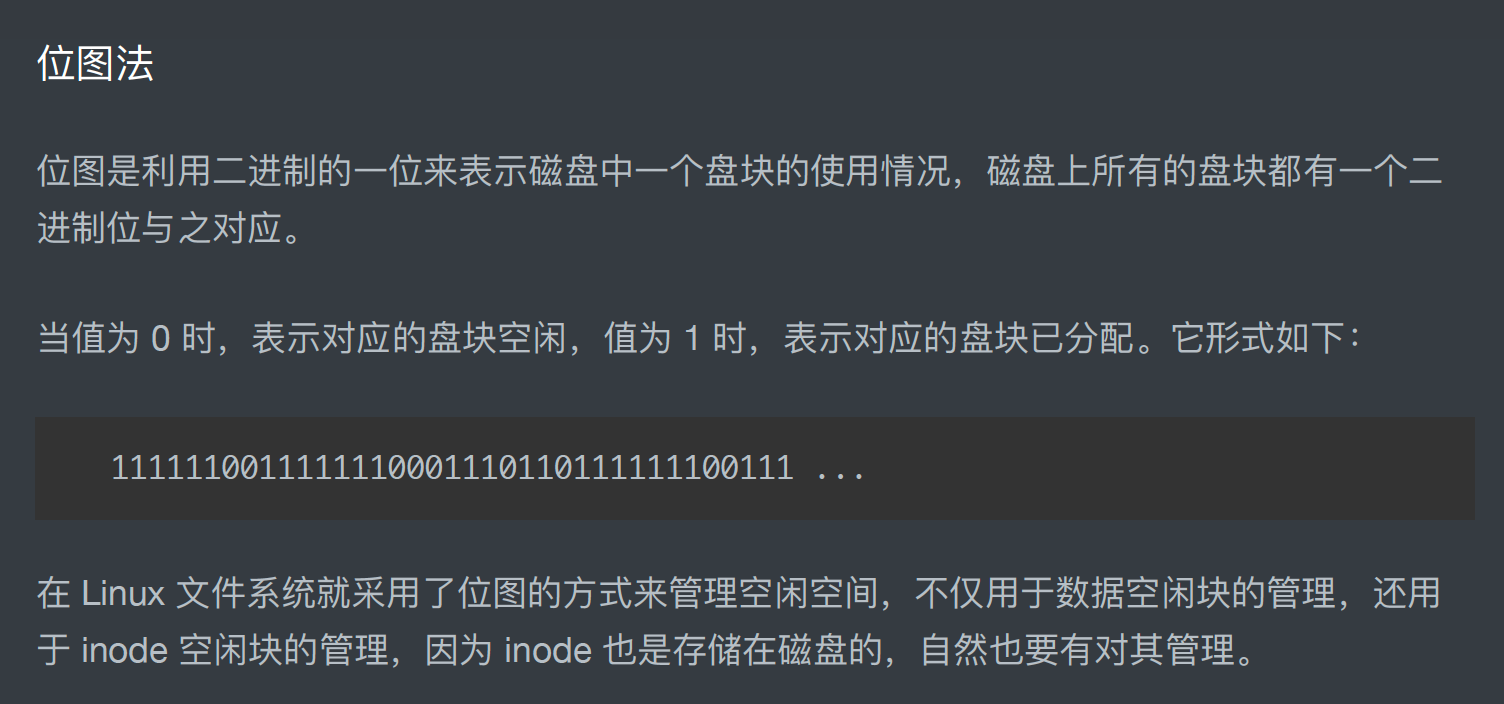 位图法
位图是利用二进制的一位来表示磁盘中一个盘块的使用情况，磁盘上所有的盘块都有一个二
进制位与之对应。
当值为 0 时，表示对应的盘块空闲，值为 1 时，表示对应的盘块已分配。它形式如下：
1111110011111110001110110111111100111 ...
在 Linux 文件系统就采用了位图的方式来管理空闲空间，不仅用于数据空闲块的管理，还用
于 inode 空闲块的管理，因为 inode 也是存储在磁盘的，自然也要有对其管理。